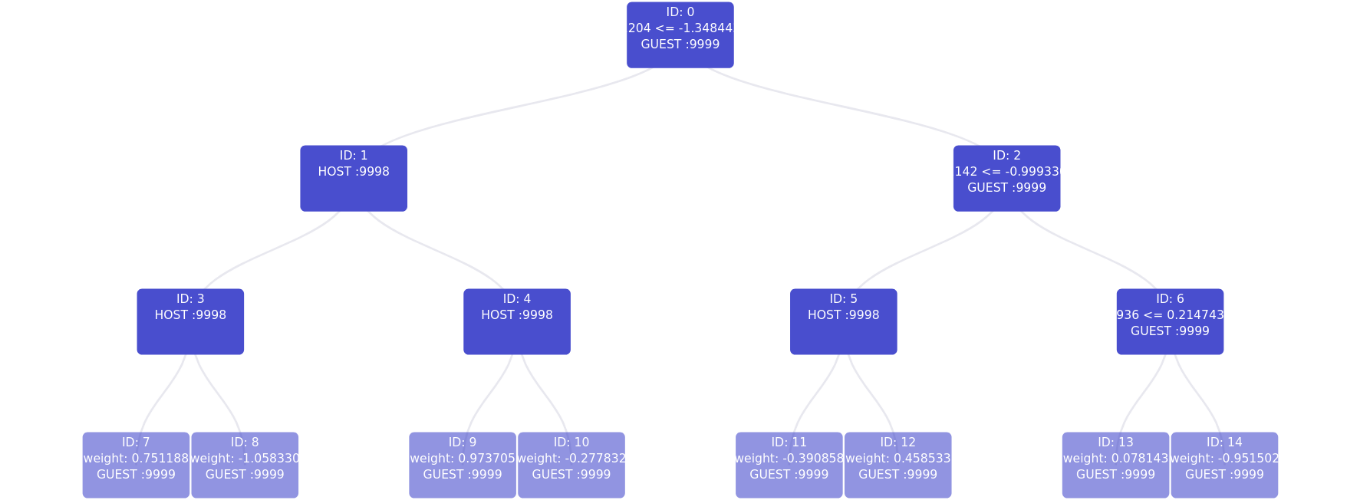 ID: 0
204 <= -1.34844
GUEST :9999
ID: 1
HOST :9998
ID: 2
142 <= -0.99933
GUEST :9999
ID: 3
HOST :9998
ID: 4
HOST :9998
ID: 5
HOST :9998
ID: 6
936 <= 0.214743
GUEST :9999
ID: 7
weight: 0.751188
GUEST :9999
ID: 8
weight: -1.058330
GUEST :9999
ID: 9
weight: 0.973705
GUEST :9999
ID: 10
weight: -0.277832
GUEST :9999
ID: 11
weight: -0.390858
GUEST :9999
ID: 12
weight: 0.458533
GUEST :9999
ID: 13
weight: 0.078143
GUEST :9999
ID: 14
weight: -0.951502
GUEST :9999